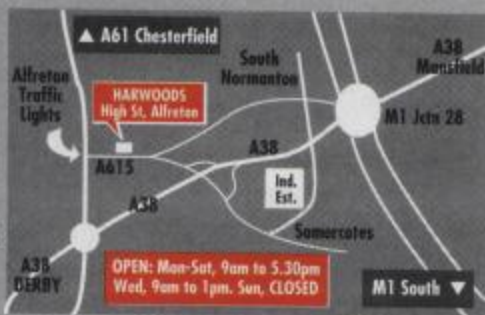 ▲ A61 Chesterfield
South
Normanton
A38
Mansfield
Alfreton
Traffic
Lights
HARWOODS
High St, Alfreton
M1 Jctn 28
A38
A615
Ind.
Est.
A38
Somercotes
A38
DERBY
OPEN: Mon-Sat, 9am to 5.30pm
Wed, 9am to 1pm. Sun, CLOSED
M1 South ▼